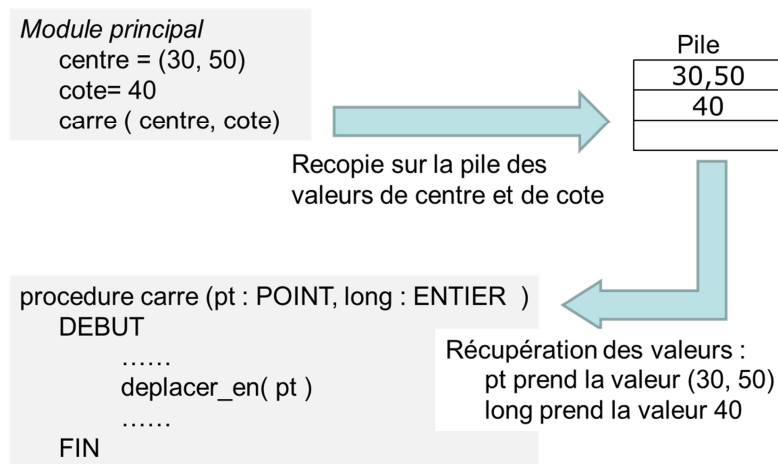 Module principal
centre = (30, 50)
cote= 40
carre ( centre, cote)
Pile
30,50
40
Recopie sur la pile des
valeurs de centre et de cote
procedure carre (pt : POINT, long : ENTIER )
DEBUT
......
deplacer_en( pt )
......
FIN
Récupération des valeurs :
pt prend la valeur (30, 50)
long prend la valeur 40